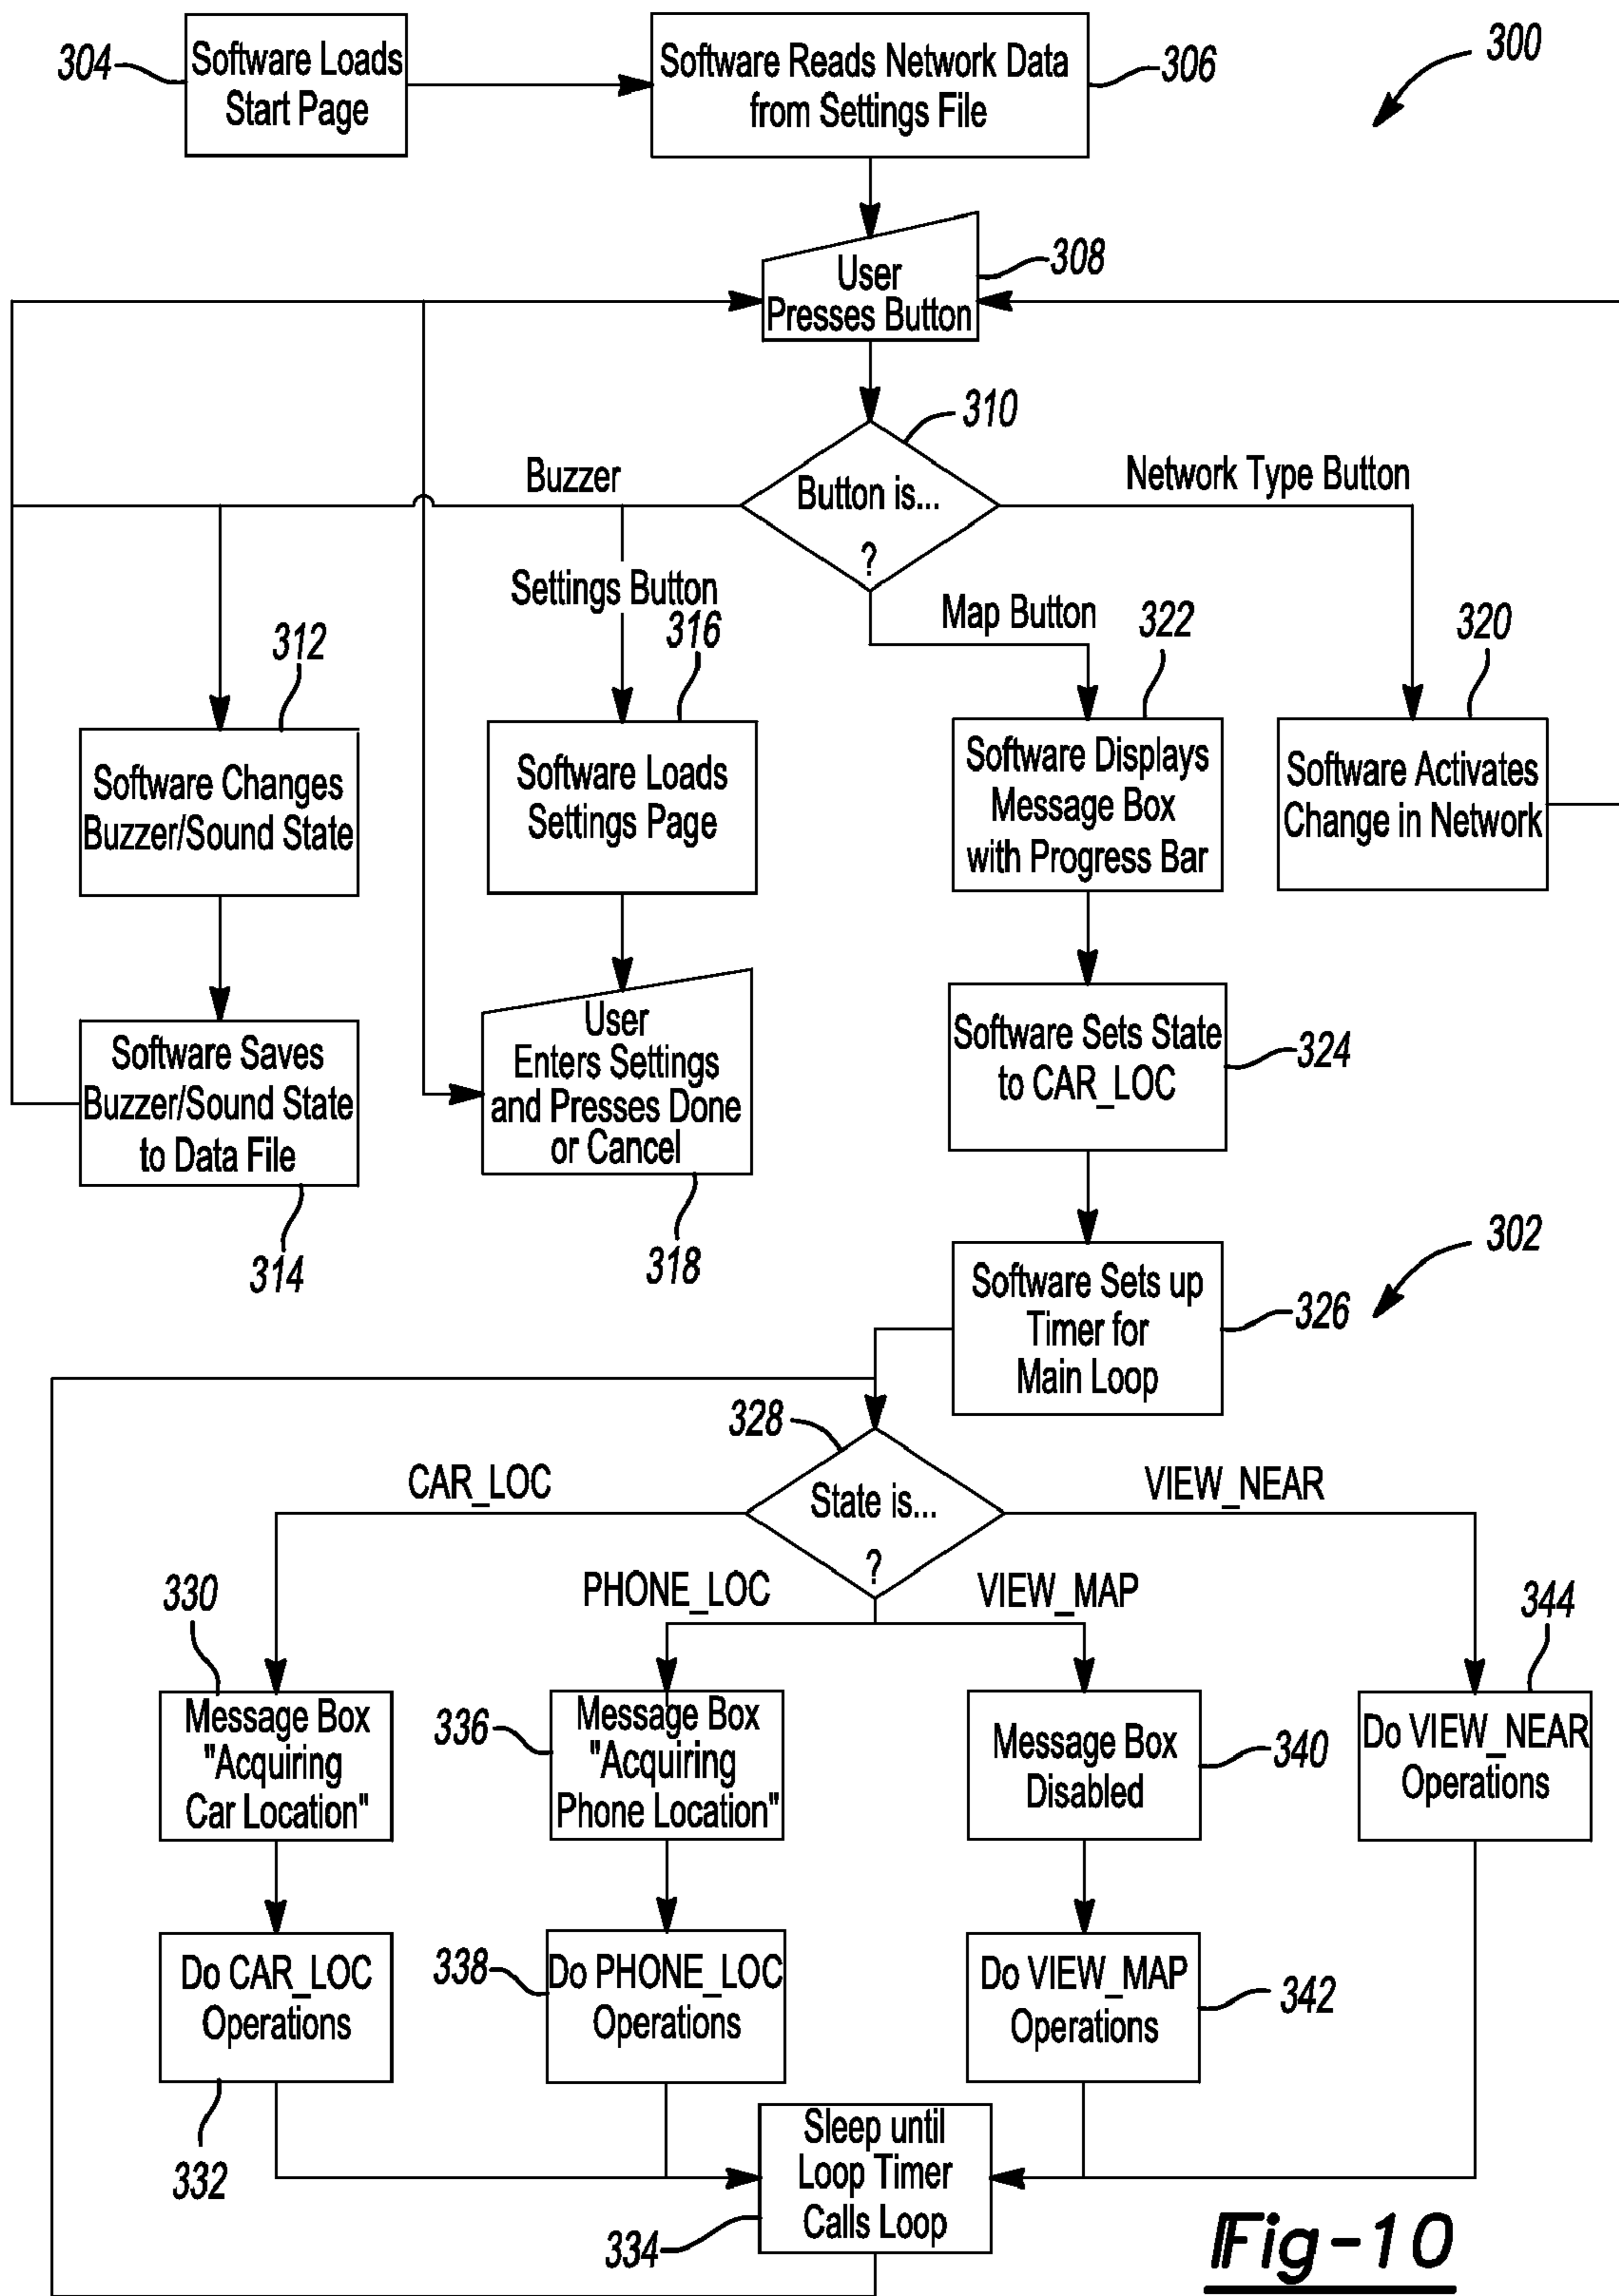 304
Software Loads
Start Page
Software Reads Network Data
from Settings File
306
300
User
Presses Button
308
310
Button is...
?
Buzzer
Network Type Button
Settings Button
Map Button
312
316
322
320
Software Changes
Buzzer/Sound State
Software Loads
Settings Page
Software Displays
Message Box
with Progress Bar
Software Activates
Change in Network
Software Saves
Buzzer/Sound State
to Data File
314
User
Enters Settings
and Presses Done
or Cancel
318
Software Sets State
to CAR_LOC
324
302
Software Sets up
Timer for
Main Loop
326
328
State is...
?
CAR_LOC
VIEW_NEAR
PHONE_LOC
VIEW_MAP
330
Message Box
"Acquiring
Car Location"
336
Message Box
"Acquiring
Phone Location"
Message Box
Disabled
340
344
Do VIEW_NEAR
Operations
Do CAR_LOC
Operations
332
338
Do PHONE_LOC
Operations
Do VIEW_MAP
Operations
342
Sleep until
Loop Timer
Calls Loop
334
Fig-10